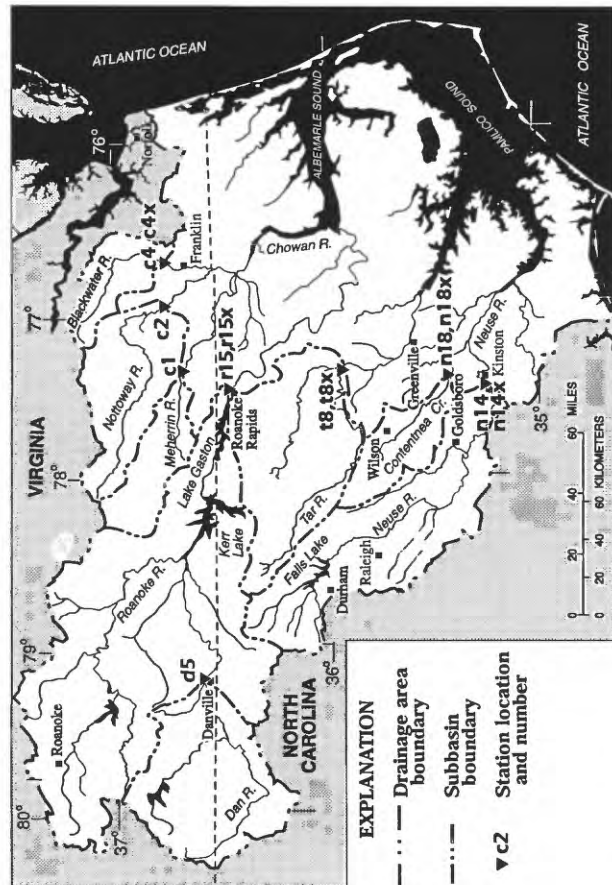 ATLANTIC OCEAN
76°
Norfolk
VIRGINIA
77°
Blackwater R.
c4, c4x
Franklin
Nottoway R.
c2
c1
Meherrin R.
78°
79°
80°
Roanoke
37°
Roanoke R.
Lake Gaston
r15, r15x
Roanoke
Rapids
Kerr
Lake
Chowan R.
ALBEMARLE SOUND
d5
Danville
Dan R.
NORTH
CAROLINA
Tar R.
t8, t8x
Falls Lake
Durham
36°
Raleigh
Neuse R.
Wilson
Contentnea Cr.
Greenville
n18, n18x
Goldsboro
n14,
n14x
Kinston
Neuse R.
35°
PAMLICO SOUND
ATLANTIC OCEAN
0 20 40 60 MILES
0 20 40 60 KILOMETERS
EXPLANATION
Drainage area
boundary
Subbasin
boundary
c2 Station location
and number